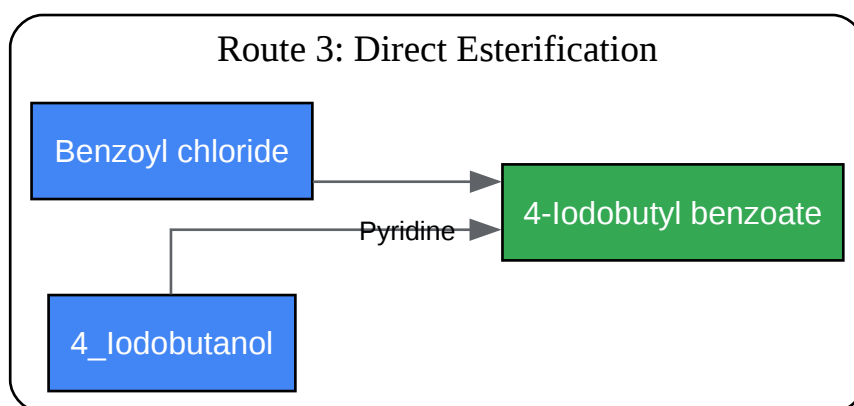 Route 3: Direct Esterification
Benzoyl chloride
4-Iodobutyl benzoate
Pyridine
4_Iodobutanol